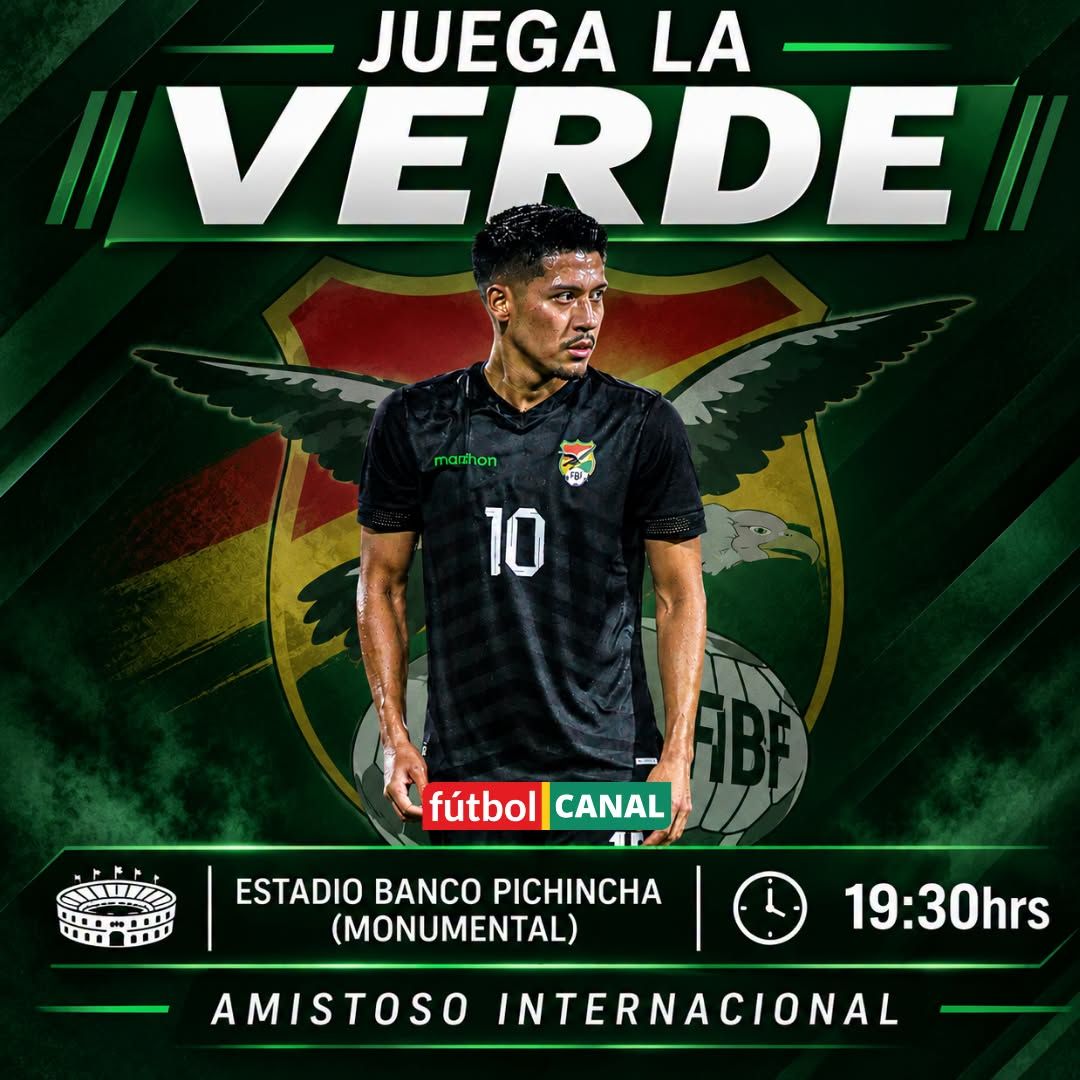 JUEGA LA
VERDE
marathon
FBF
10
FBF
fútbol CANAL
ESTADIO BANCO PICHINCHA
(MONUMENTAL)
19:30hrs
AMISTOSO INTERNACIONAL